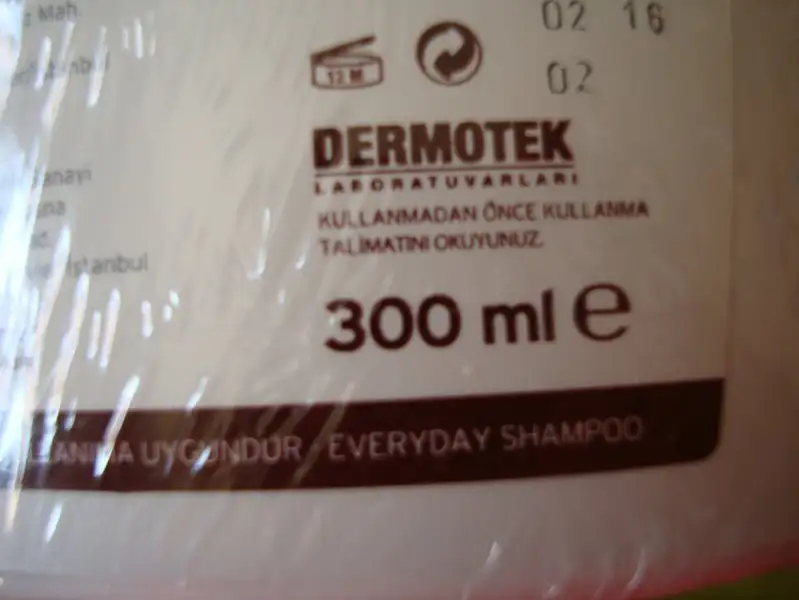 Mah.
02 16
12 M
02
DERMOTEK
LABORATUVARLARI
KULLANMADAN ÖNCE KULLANMA
TALİMATINI OKUYUNUZ.
İstanbul
300 ml e
UYGUNDUR · EVERYDAY SHAMPOO